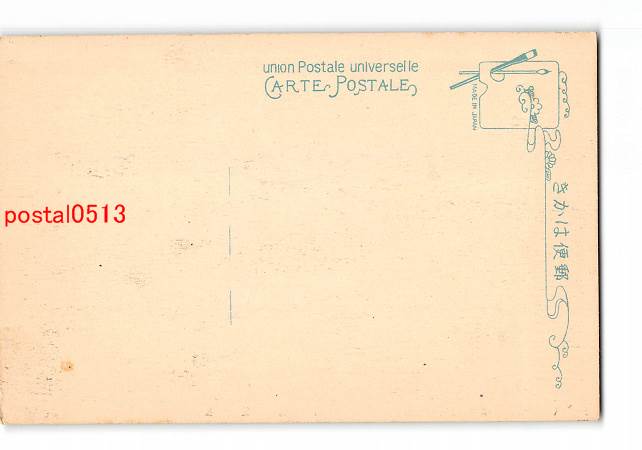 union Postale universelle
CARTE POSTALE
MADE IN JAPAN
きかは便郵
postal0513